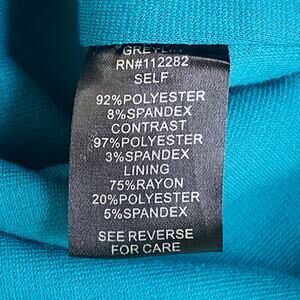 GREYLIN
RN#112282
SELF
92%POLYESTER
8%SPANDEX
CONTRAST
97%POLYESTER
3%SPANDEX
LINING
75%RAYON
20%POLYESTER
5%SPANDEX
SEE REVERSE
FOR CARE